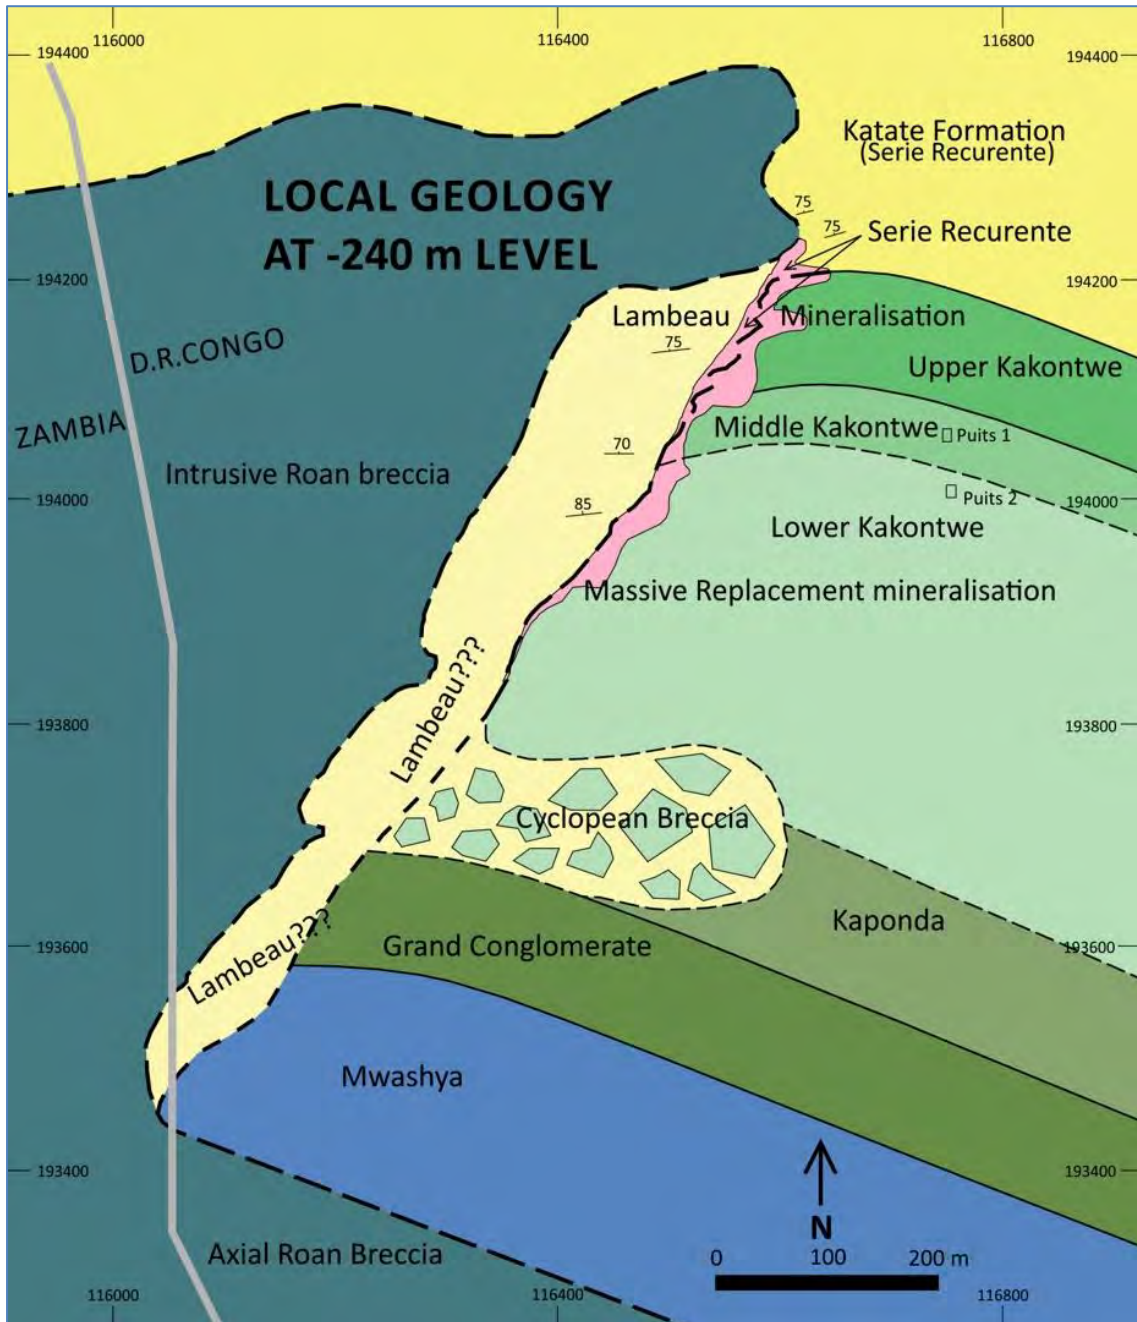 116000
116400
116800
194400
194400
Katate Formation
(Serie Recurente)
LOCAL GEOLOGY
AT -240 m LEVEL
75
75
Serie Recurente
194200
194200
Lambeau
Mineralisation
75
D.R.CONGO
Upper Kakontwe
ZAMBIA
Middle Kakontwe
Puits 1
70
Intrusive Roan breccia
194000
Puits 2
194000
85
Lower Kakontwe
Massive Replacement mineralisation
Lambeau???
193800
193800
Cyclopean Breccia
Kaponda
Lambeau???
193600
Grand Conglomerate
193600
Mwashya
193400
193400
N
Axial Roan Breccia
0
100
200 m
116000
116400
116800